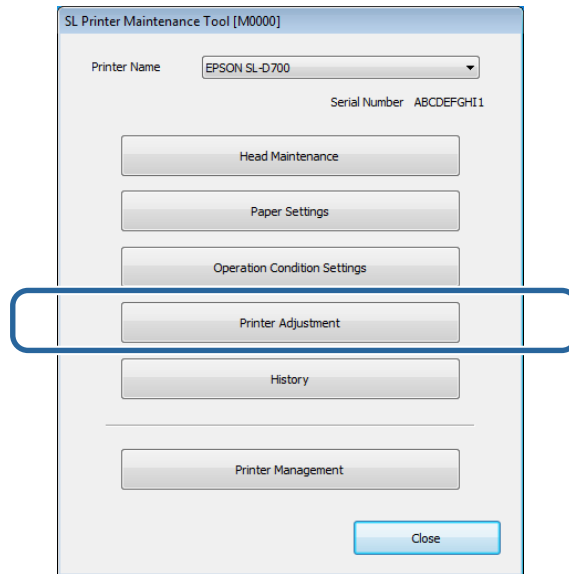 SL Printer Maintenance Tool [M0000]
Printer Name EPSON SL-D700
Serial Number ABCDEFGHI1
Head Maintenance
Paper Settings
Operation Condition Settings
Printer Adjustment
History
Printer Management
Close